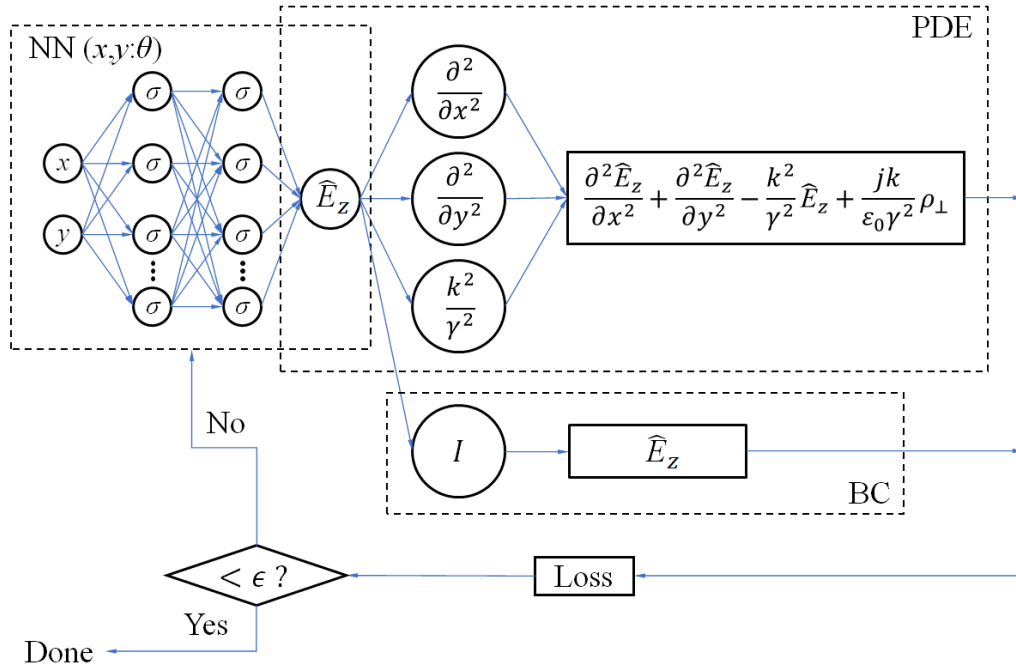 NN (x,y:θ)
PDE
x
y
σ
σ
σ
⋮
σ
σ
σ
σ
⋮
σ
Ê_z
∂²/∂x²
∂²/∂y²
k²/γ²
∂²Ê_z/∂x² + ∂²Ê_z/∂y² − k²/γ² Ê_z + jk/ε₀γ² ρ_⊥
I
Ê_z
BC
No
< ϵ ?
Loss
Yes
Done